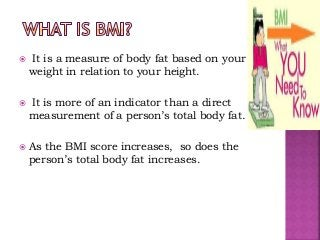 WHAT IS BMI?
It is a measure of body fat based on your
weight in relation to your height.
It is more of an indicator than a direct
measurement of a person's total body fat.
As the BMI score increases, so does the
person's total body fat increases.
BMI
What
YOU
Need To
Know